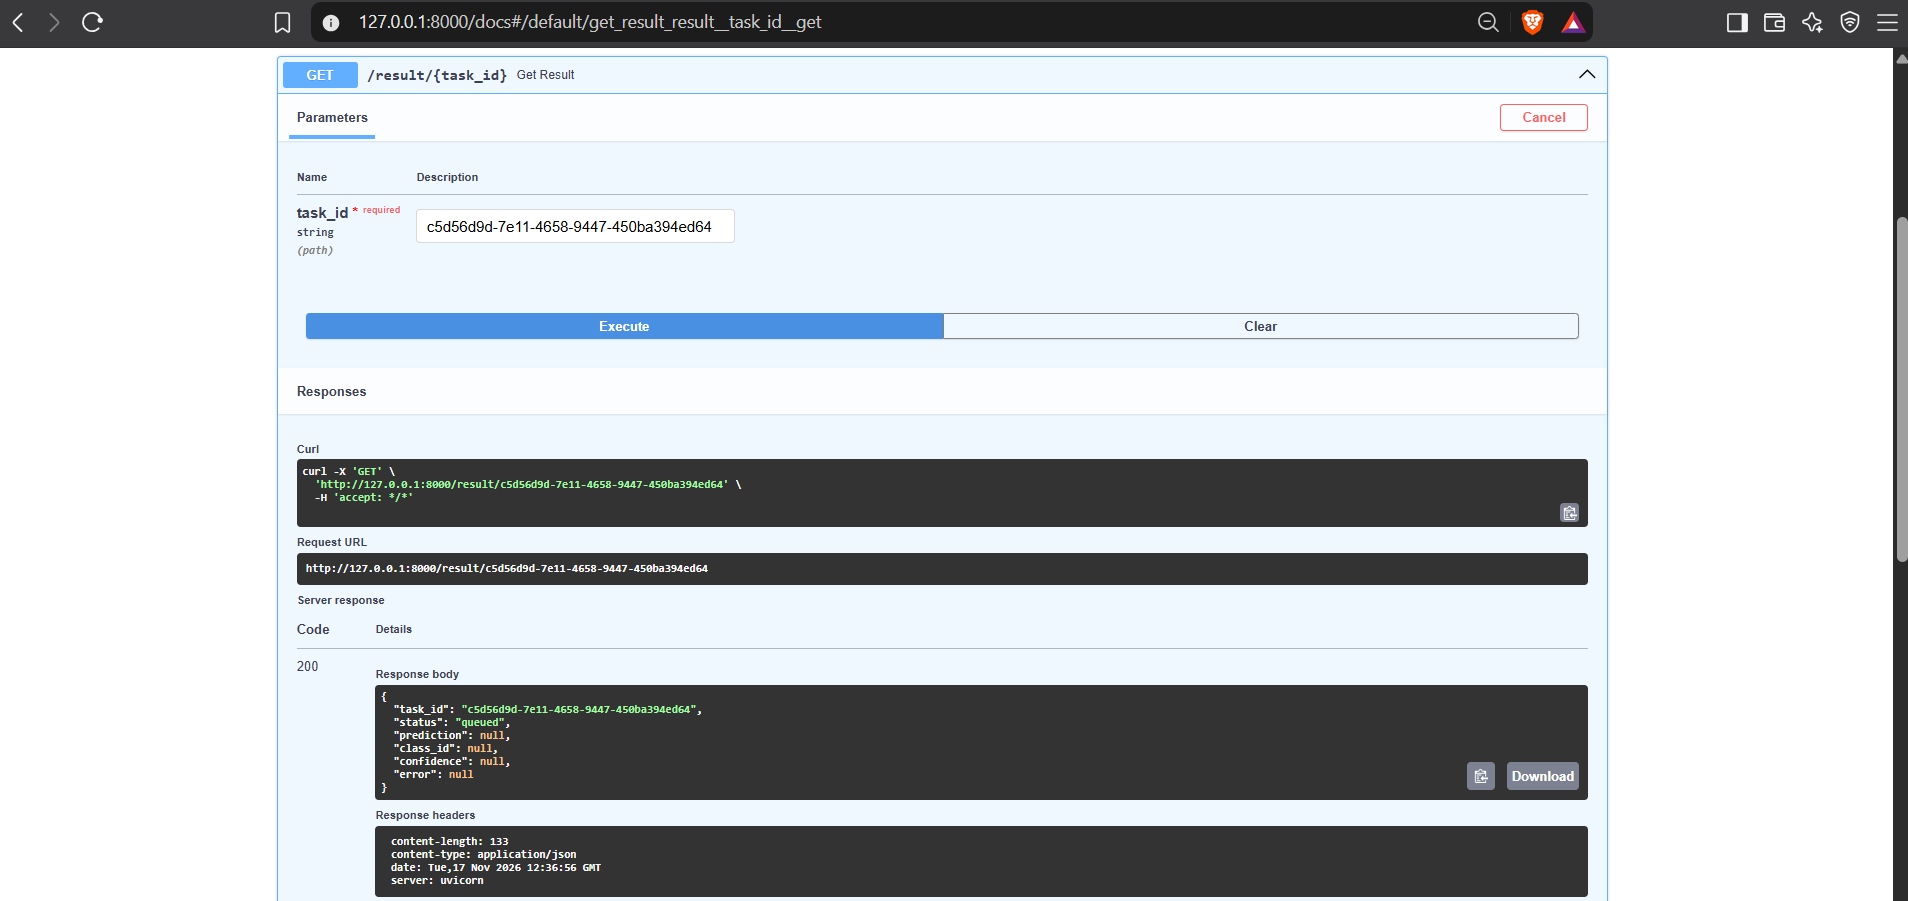 127.0.0.1:8000/docs#/default/get_result_result__task_id__get
GET /result/{task_id} Get Result
Parameters
Cancel
Name Description
task_id * required
string
(path)
c5d56d9d-7e11-4658-9447-450ba394ed64
Execute Clear
Responses
Curl
curl -X 'GET' \
'http://127.0.0.1:8000/result/c5d56d9d-7e11-4658-9447-450ba394ed64' \
-H 'accept: */*'
Request URL
http://127.0.0.1:8000/result/c5d56d9d-7e11-4658-9447-450ba394ed64
Server response
Code Details
200
Response body
{
"task_id": "c5d56d9d-7e11-4658-9447-450ba394ed64",
"status": "queued",
"prediction": null,
"class_id": null,
"confidence": null,
"error": null
}
Download
Response headers
content-length: 133
content-type: application/json
date: Tue,17 Nov 2026 12:36:56 GMT
server: uvicorn